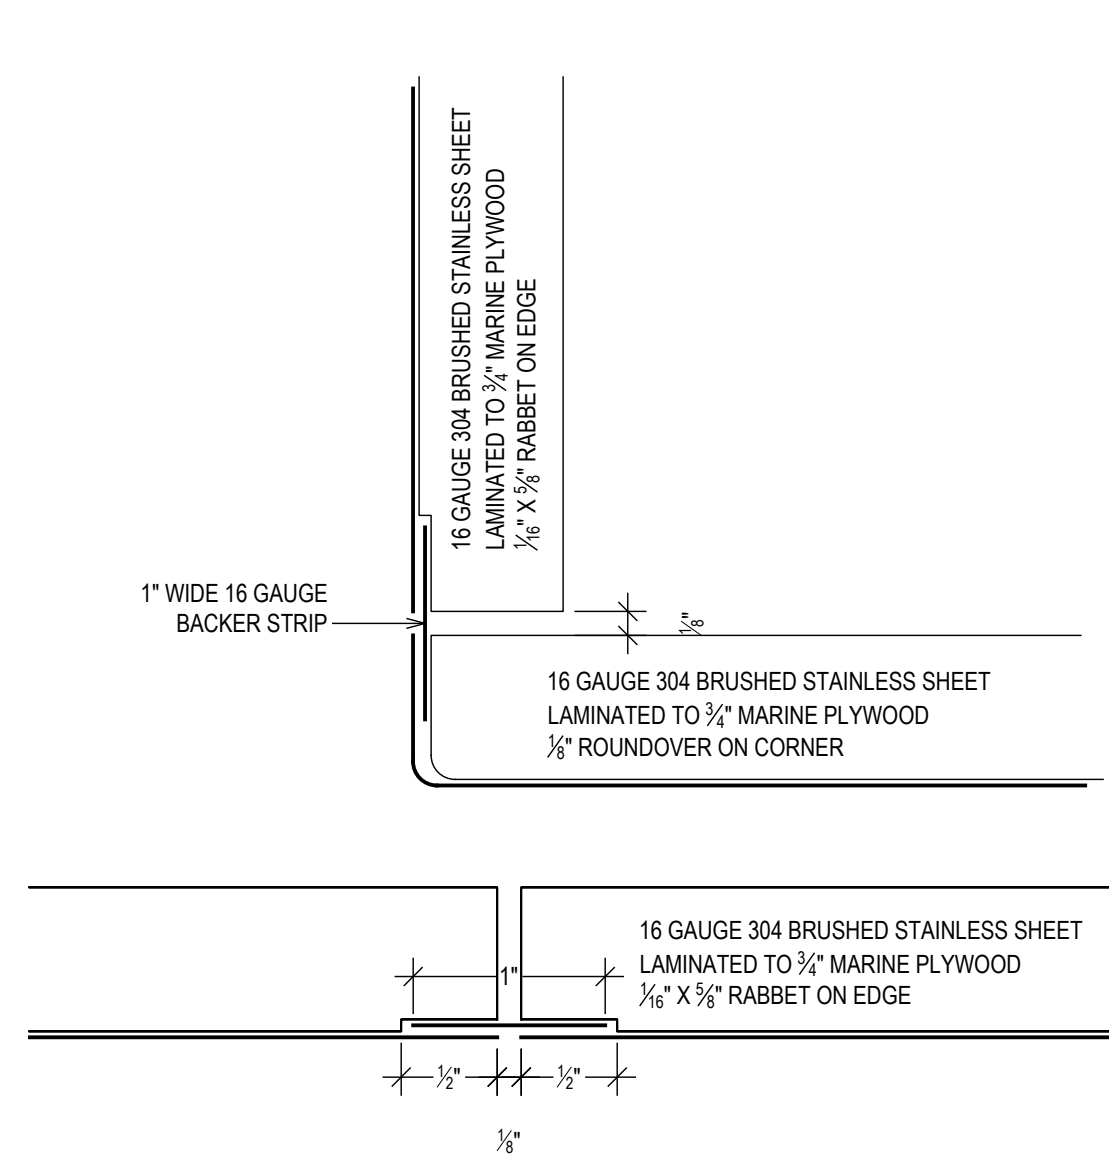 16 GAUGE 304 BRUSHED STAINLESS SHEET
LAMINATED TO 3/4" MARINE PLYWOOD
1/16" X 5/8" RABBET ON EDGE
1" WIDE 16 GAUGE
BACKER STRIP
1/8"
16 GAUGE 304 BRUSHED STAINLESS SHEET
LAMINATED TO 3/4" MARINE PLYWOOD
1/8" ROUNDOVER ON CORNER
16 GAUGE 304 BRUSHED STAINLESS SHEET
LAMINATED TO 3/4" MARINE PLYWOOD
1/16" X 5/8" RABBET ON EDGE
1"
1/2"
1/2"
1/8"